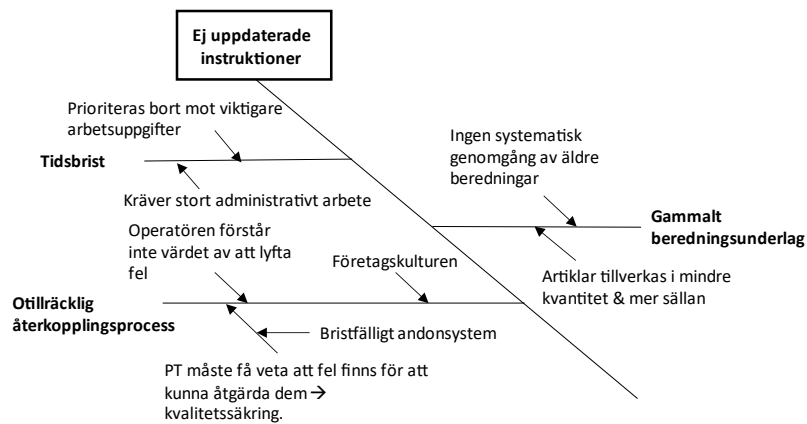 Ej uppdaterade
instruktioner
Prioriteras bort mot viktigare
arbetsuppgifter
Tidsbrist
Kräver stort administrativt arbete
Ingen systematisk
genomgång av äldre
beredningar
Gammalt
beredningsunderlag
Artiklar tillverkas i mindre
kvantitet & mer sällan
Operatören förstår
inte värdet av att lyfta
fel
Företagskulturen
Otillräcklig
återkopplingsprocess
Bristfälligt andonsystem
PT måste få veta att fel finns för att
kunna åtgärda dem →
kvalitetssäkring.